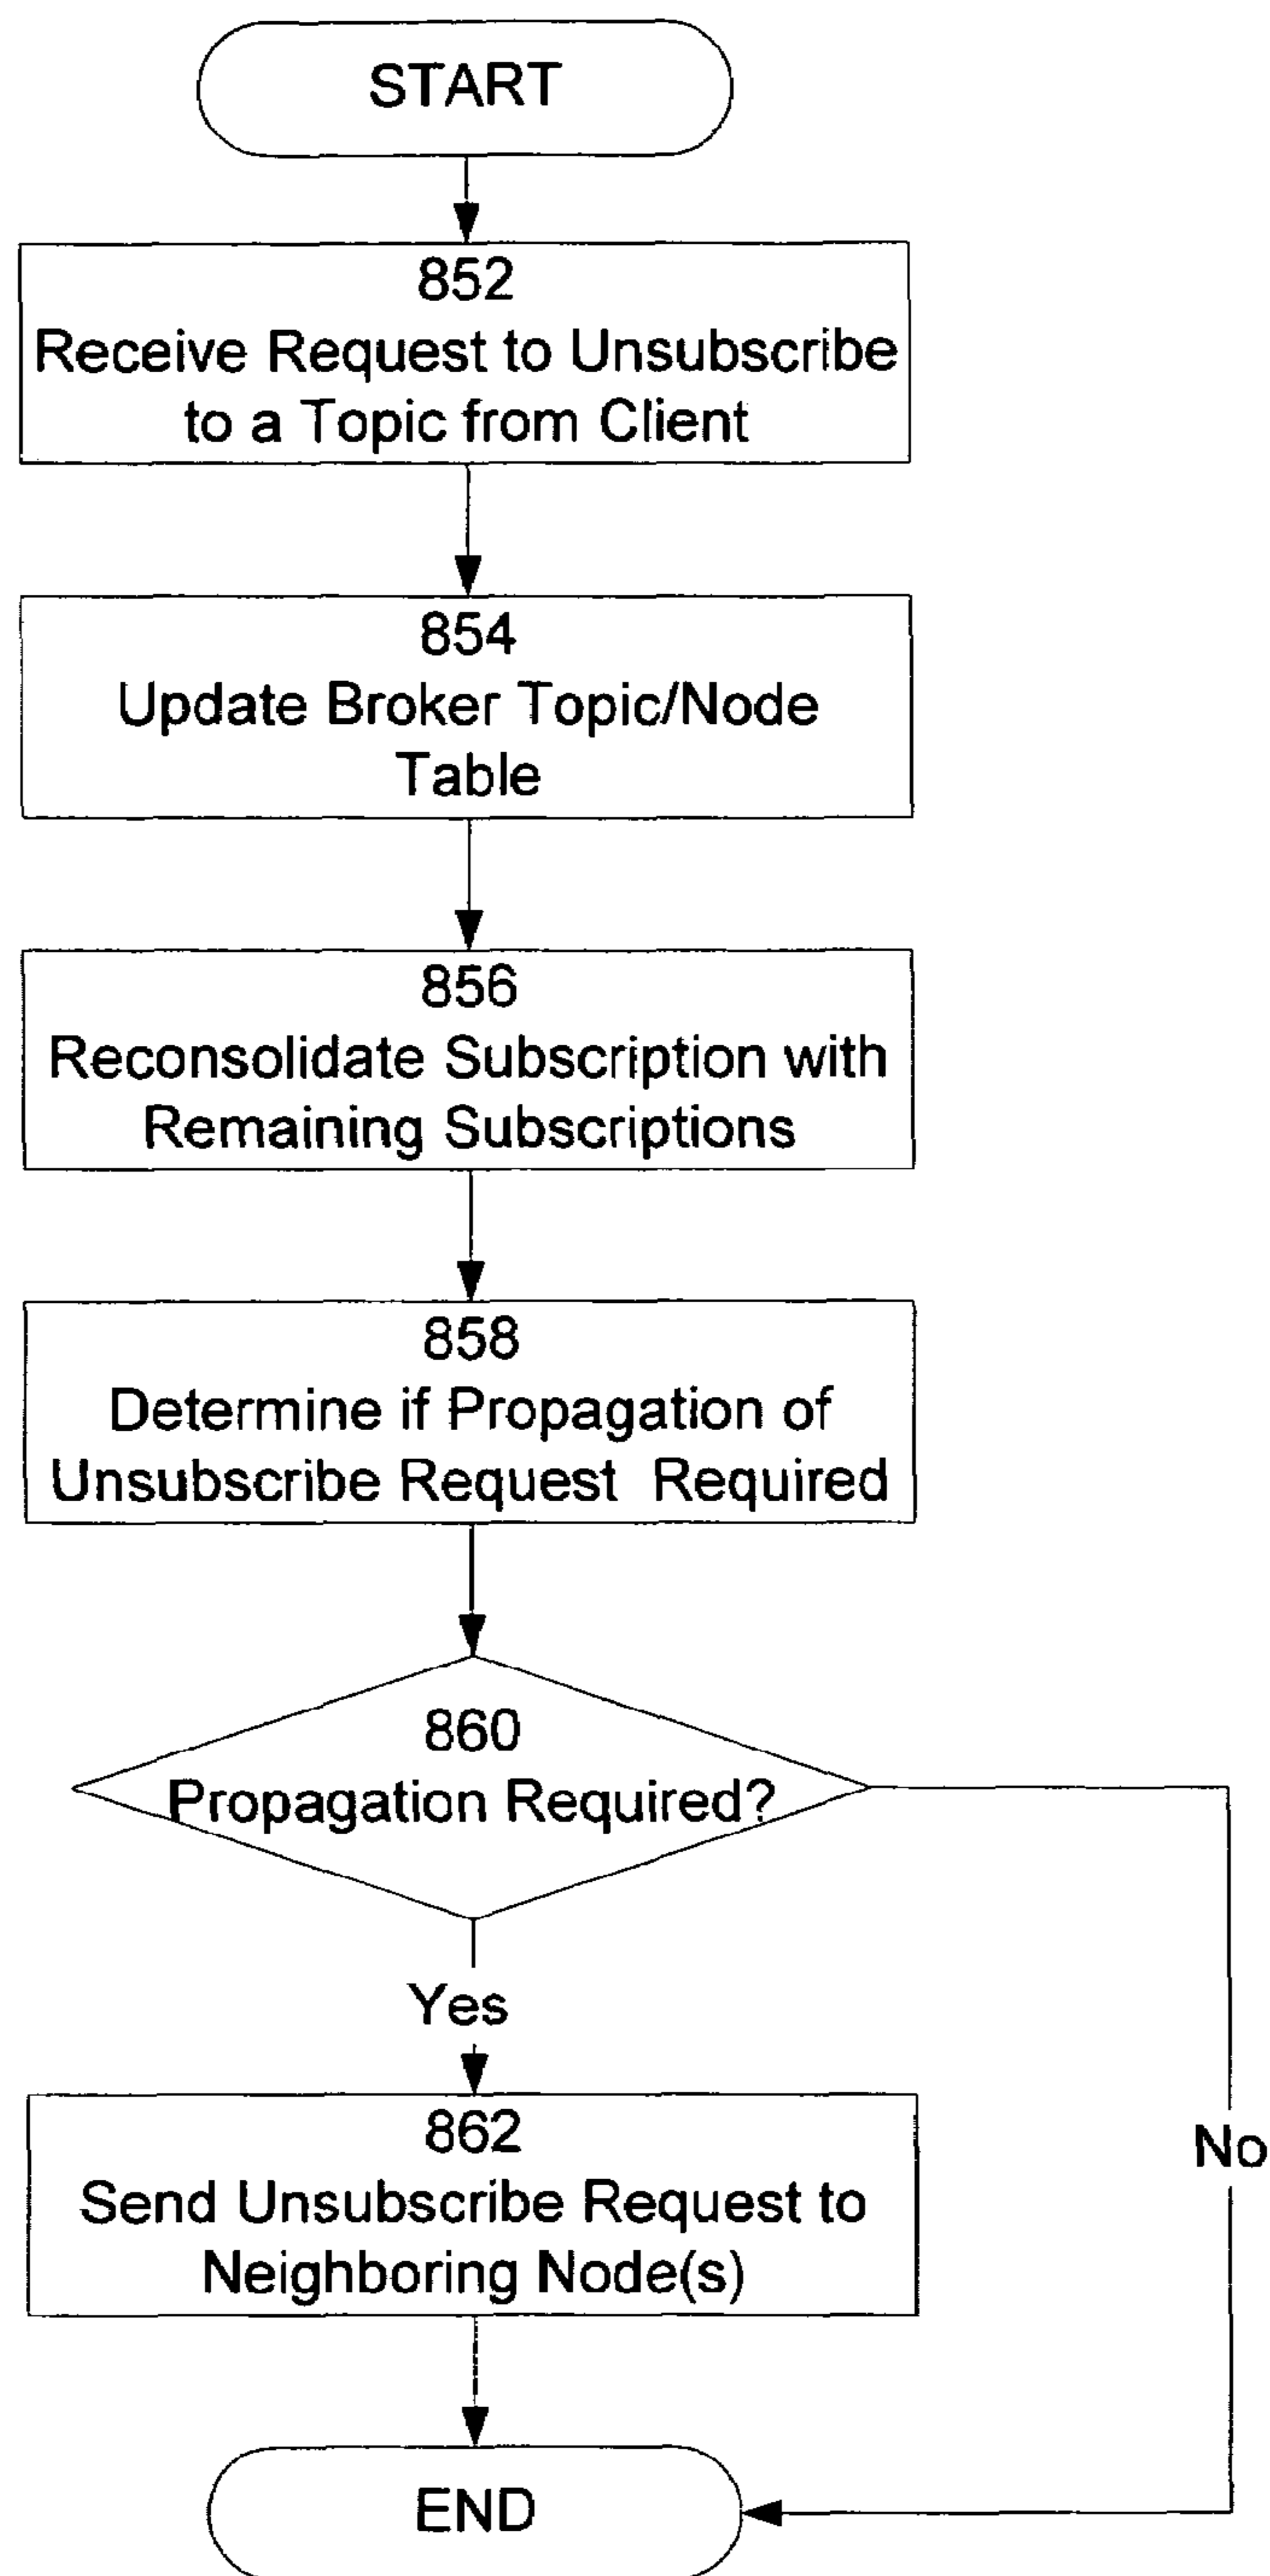 START
852
Receive Request to Unsubscribe
to a Topic from Client
854
Update Broker Topic/Node
Table
856
Reconsolidate Subscription with
Remaining Subscriptions
858
Determine if Propagation of
Unsubscribe Request Required
860
Propagation Required?
Yes
862
Send Unsubscribe Request to
Neighboring Node(s)
No
END